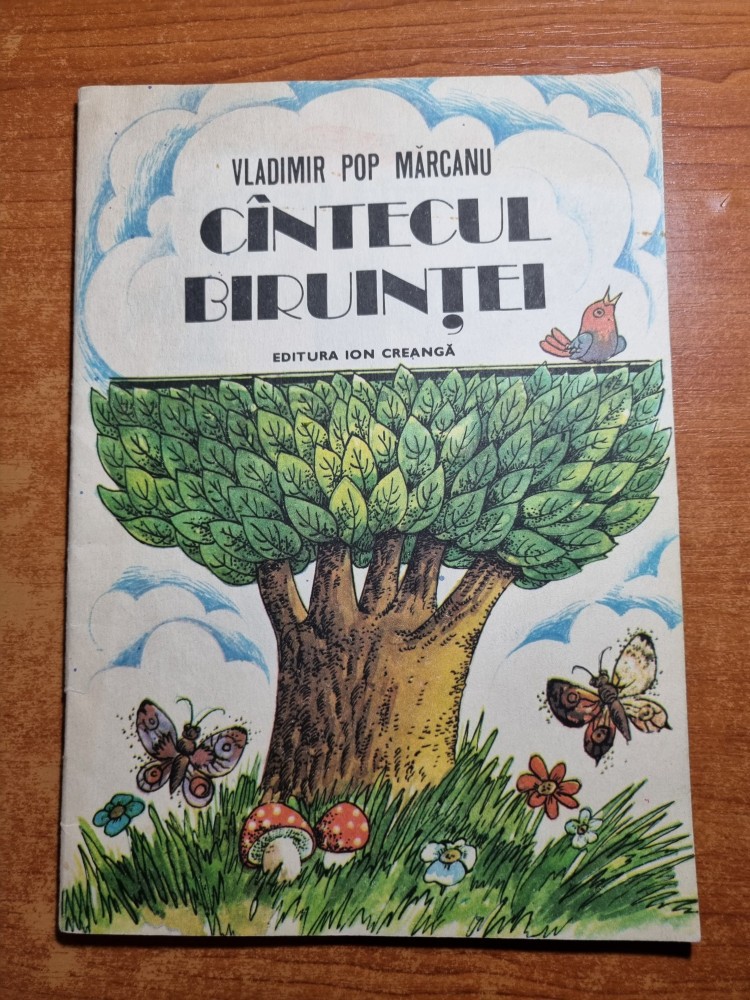 VLADIMIR POP MĂRCANU
CÎNTECUL
BIRUINȚEI
EDITURA ION CREANGĂ